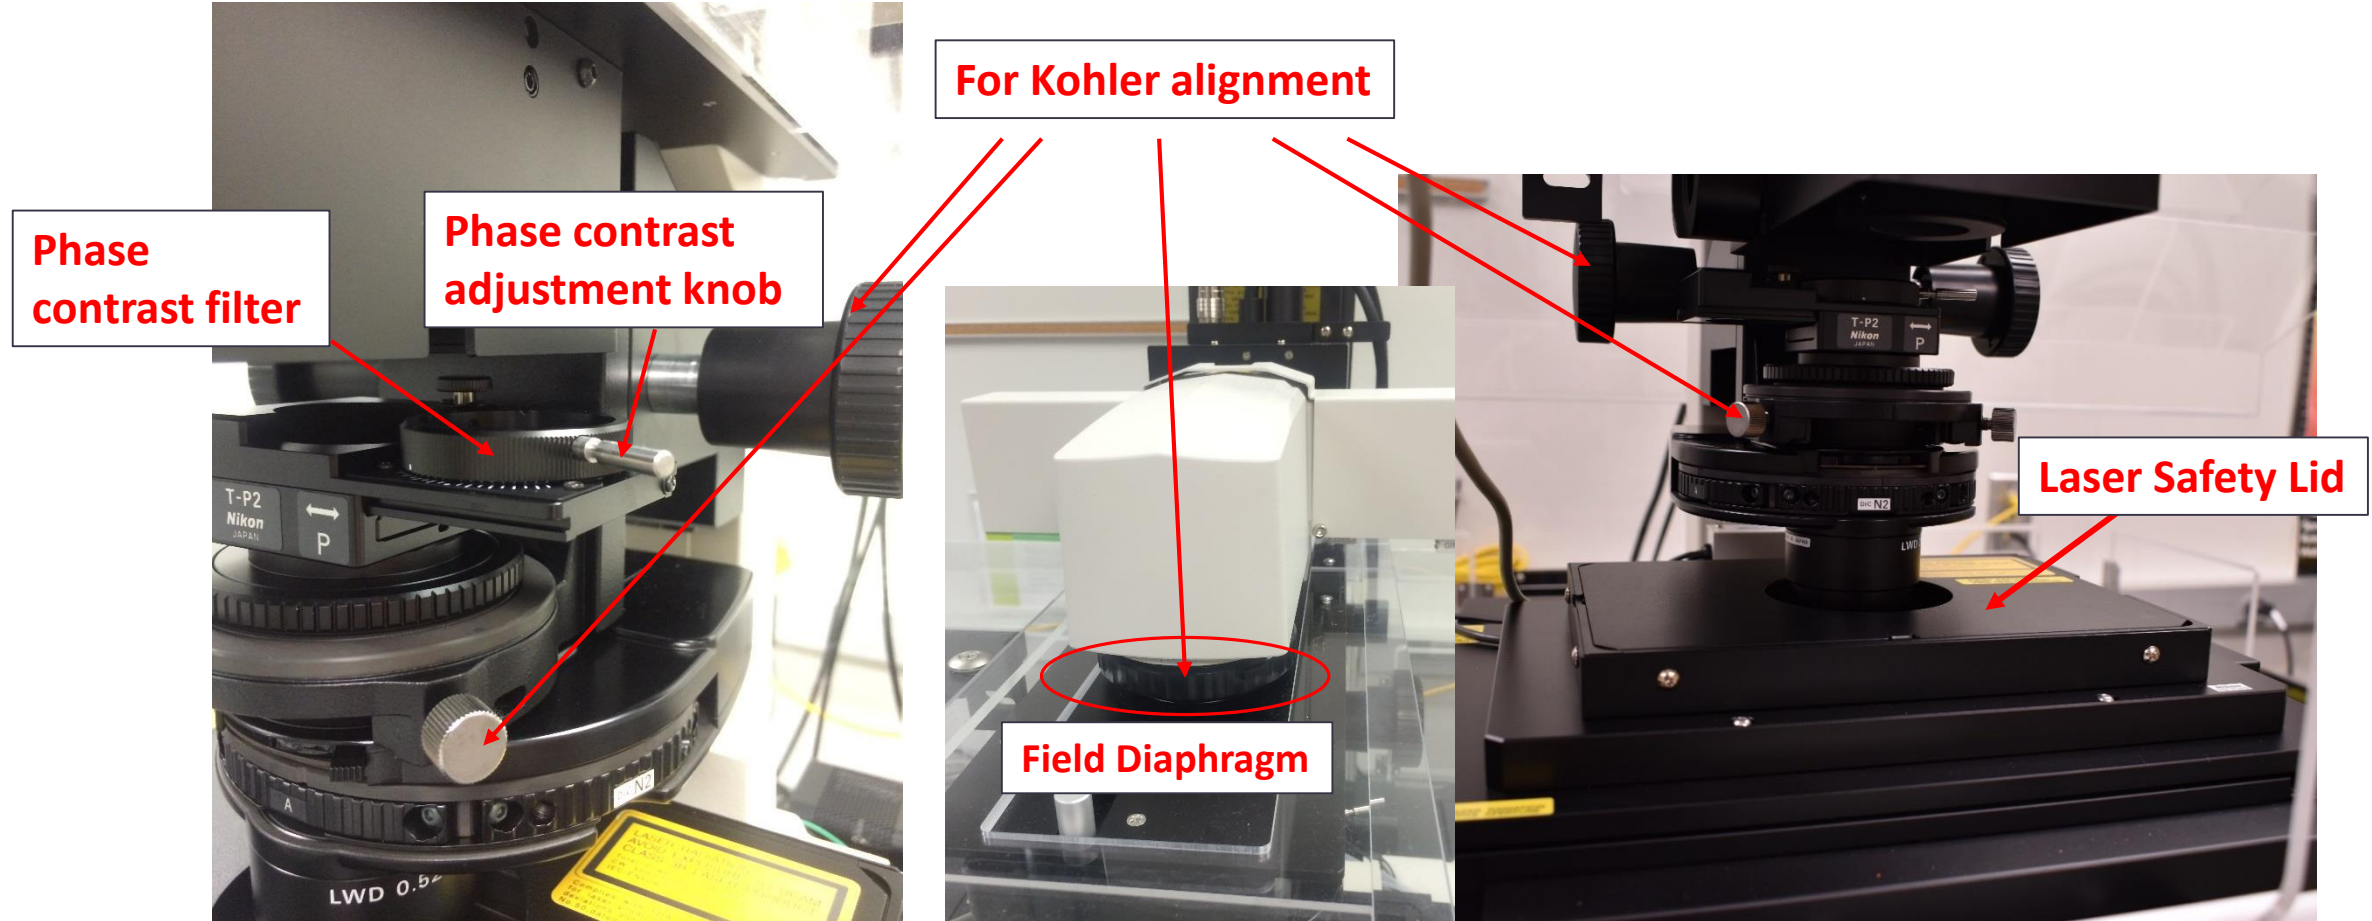 For Kohler alignment
Phase
contrast filter
Phase contrast
adjustment knob
T-P2
Nikon
JAPAN
P
A
DIC N2
LWD 0.52
Field Diaphragm
T-P2
Nikon
JAPAN
P
A
DIC N2
LWD
Laser Safety Lid